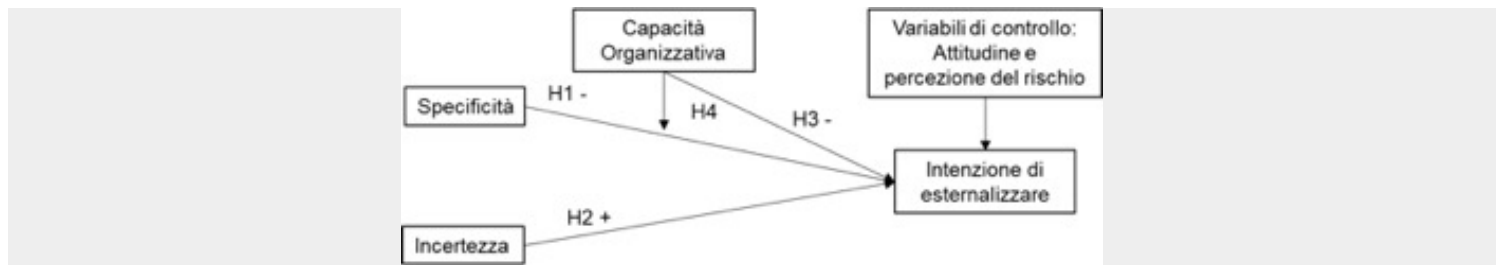 Capacità
Organizzativa
Variabili di controllo:
Attitudine e
percezione del rischio
Specificità
H1 -
H4
H3 -
Intenzione di
esternalizzare
H2 +
Incertezza